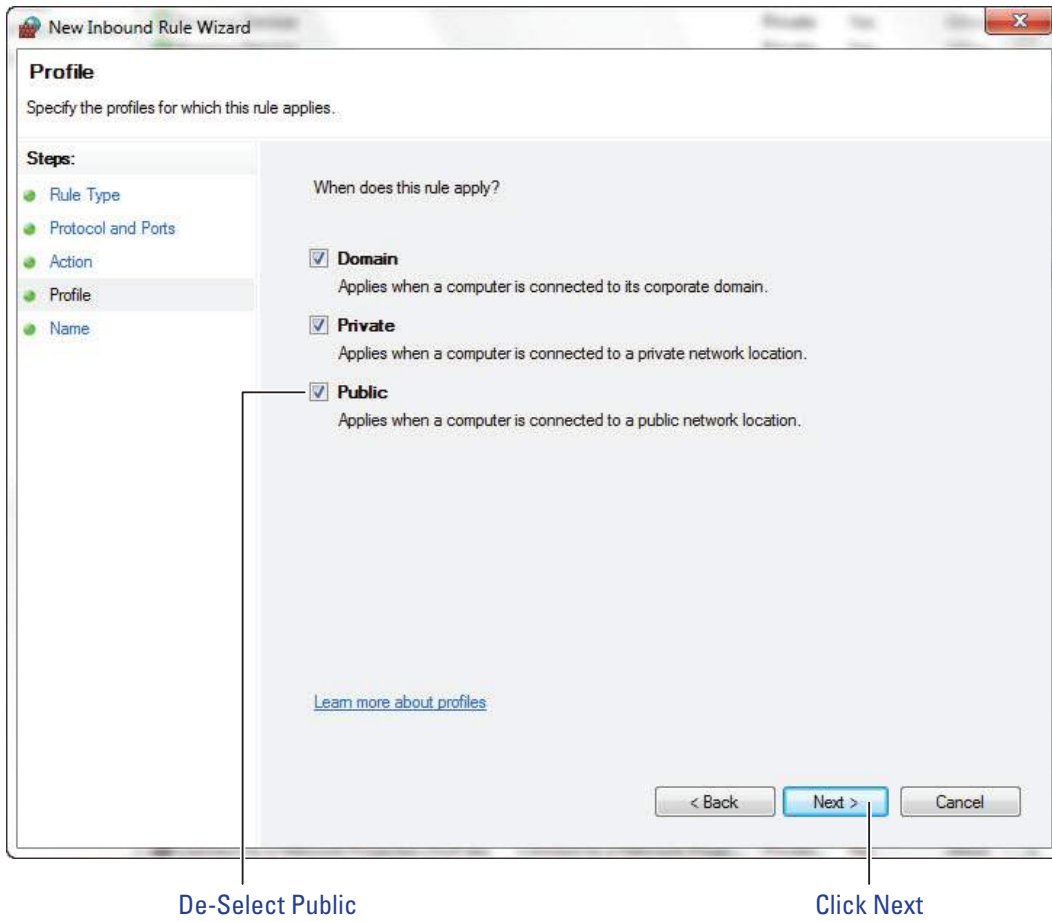 New Inbound Rule Wizard
Profile
Specify the profiles for which this rule applies.
Steps:
Rule Type
Protocol and Ports
Action
Profile
Name
When does this rule apply?
Domain
Applies when a computer is connected to its corporate domain.
Private
Applies when a computer is connected to a private network location.
Public
Applies when a computer is connected to a public network location.
Learn more about profiles
< Back
Next >
Cancel
De-Select Public
Click Next